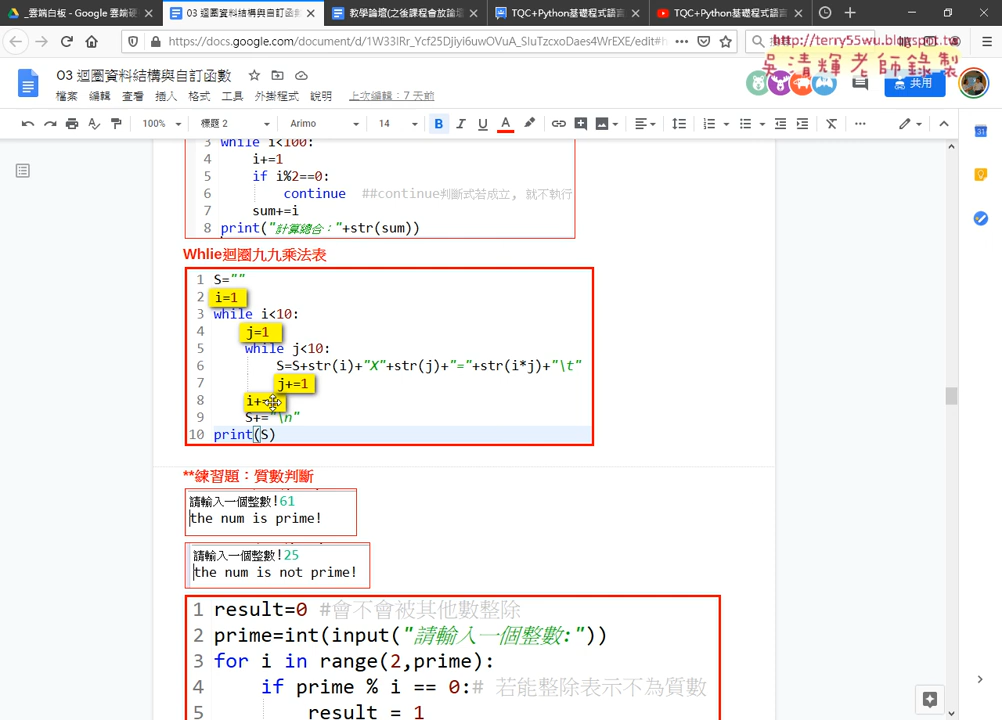 _雲端白板 - Google 雲端硬
03 迴圈資料結構與自訂函數
教學論壇(之後課程會放論壇
TQC+Python基礎程式語言
TQC+Python基礎程式語言
https://docs.google.com/document/d/1W33IRr_Ycf25Djiyi6uwOVuA_SluTzcxoDaes4WrEXE/edit#h
http://terry55wu.blogspot.tw
吳清輝老師錄製
03 迴圈資料結構與自訂函數
檔案 編輯 查看 插入 格式 工具 外掛程式 說明 上次編輯：7 天前
共用
100% 標題 2 Arimo 14 B I U A
3 while i<100:
4 i+=1
5 if i%2==0:
6 continue ##continue判斷式若成立, 就不執行
7 sum+=i
8 print("計算總合："+str(sum))
Whlie迴圈九九乘法表
1 S=""
2 i=1
3 while i<10:
4 j=1
5 while j<10:
6 S=S+str(i)+"X"+str(j)+"="+str(i*j)+"\t"
7 j+=1
8 i+=
9 S+="\n"
10 print(S)
**練習題：質數判斷
請輸入一個整數!61
the num is prime!
請輸入一個整數!25
the num is not prime!
1 result=0 #會不會被其他數整除
2 prime=int(input("請輸入一個整數:"))
3 for i in range(2,prime):
4 if prime % i == 0:# 若能整除表示不為質數
5 result = 1